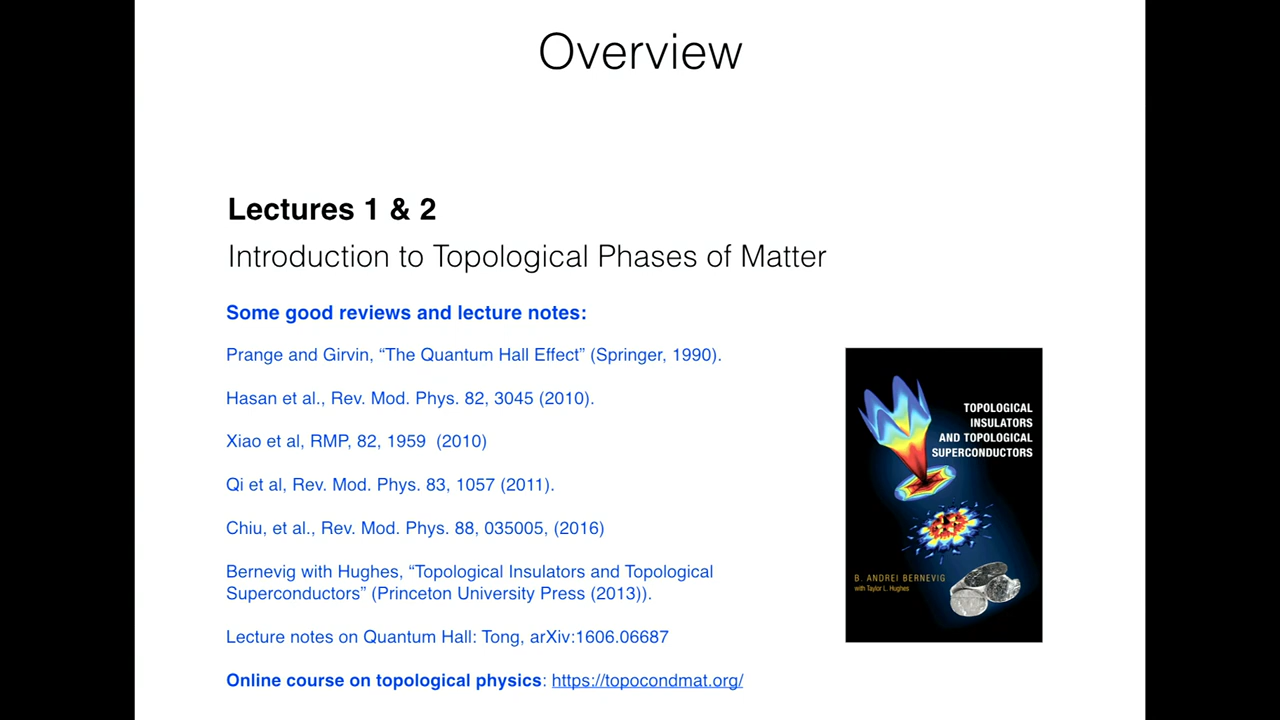 Overview
Lectures 1 & 2
Introduction to Topological Phases of Matter
Some good reviews and lecture notes:
Prange and Girvin, “The Quantum Hall Effect” (Springer, 1990).
Hasan et al., Rev. Mod. Phys. 82, 3045 (2010).
Xiao et al, RMP, 82, 1959 (2010)
Qi et al, Rev. Mod. Phys. 83, 1057 (2011).
Chiu, et al., Rev. Mod. Phys. 88, 035005, (2016)
Bernevig with Hughes, “Topological Insulators and Topological
Superconductors” (Princeton University Press (2013)).
Lecture notes on Quantum Hall: Tong, arXiv:1606.06687
Online course on topological physics: https://topocondmat.org/
TOPOLOGICAL
INSULATORS
AND TOPOLOGICAL
SUPERCONDUCTORS
B. ANDREI BERNEVIG
with Taylor L. Hughes